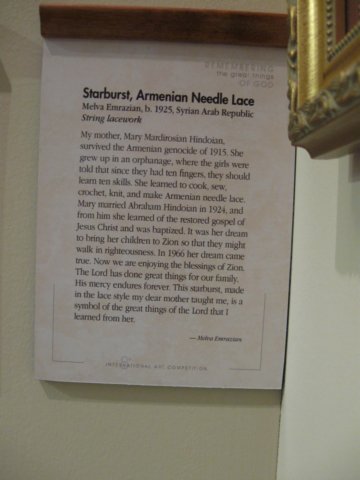 REMEMBERING
the great things
OF GOD
Starburst, Armenian Needle Lace
Melva Emrazian, b. 1925, Syrian Arab Republic
String lacework
My mother, Mary Mardirosian Hindoian,
survived the Armenian genocide of 1915. She
grew up in an orphanage, where the girls were
told that since they had ten fingers, they should
learn ten skills. She learned to cook, sew,
crochet, knit, and make Armenian needle lace.
Mary married Abraham Hindoian in 1924, and
from him she learned of the restored gospel of
Jesus Christ and was baptized. It was her dream
to bring her children to Zion so that they might
walk in righteousness. In 1966 her dream came
true. Now we are enjoying the blessings of Zion.
The Lord has done great things for our family.
His mercy endures forever. This starburst, made
in the lace style my dear mother taught me, is a
symbol of the great things of the Lord that I
learned from her.
— Melva Emrazian
INTERNATIONAL ART COMPETITION